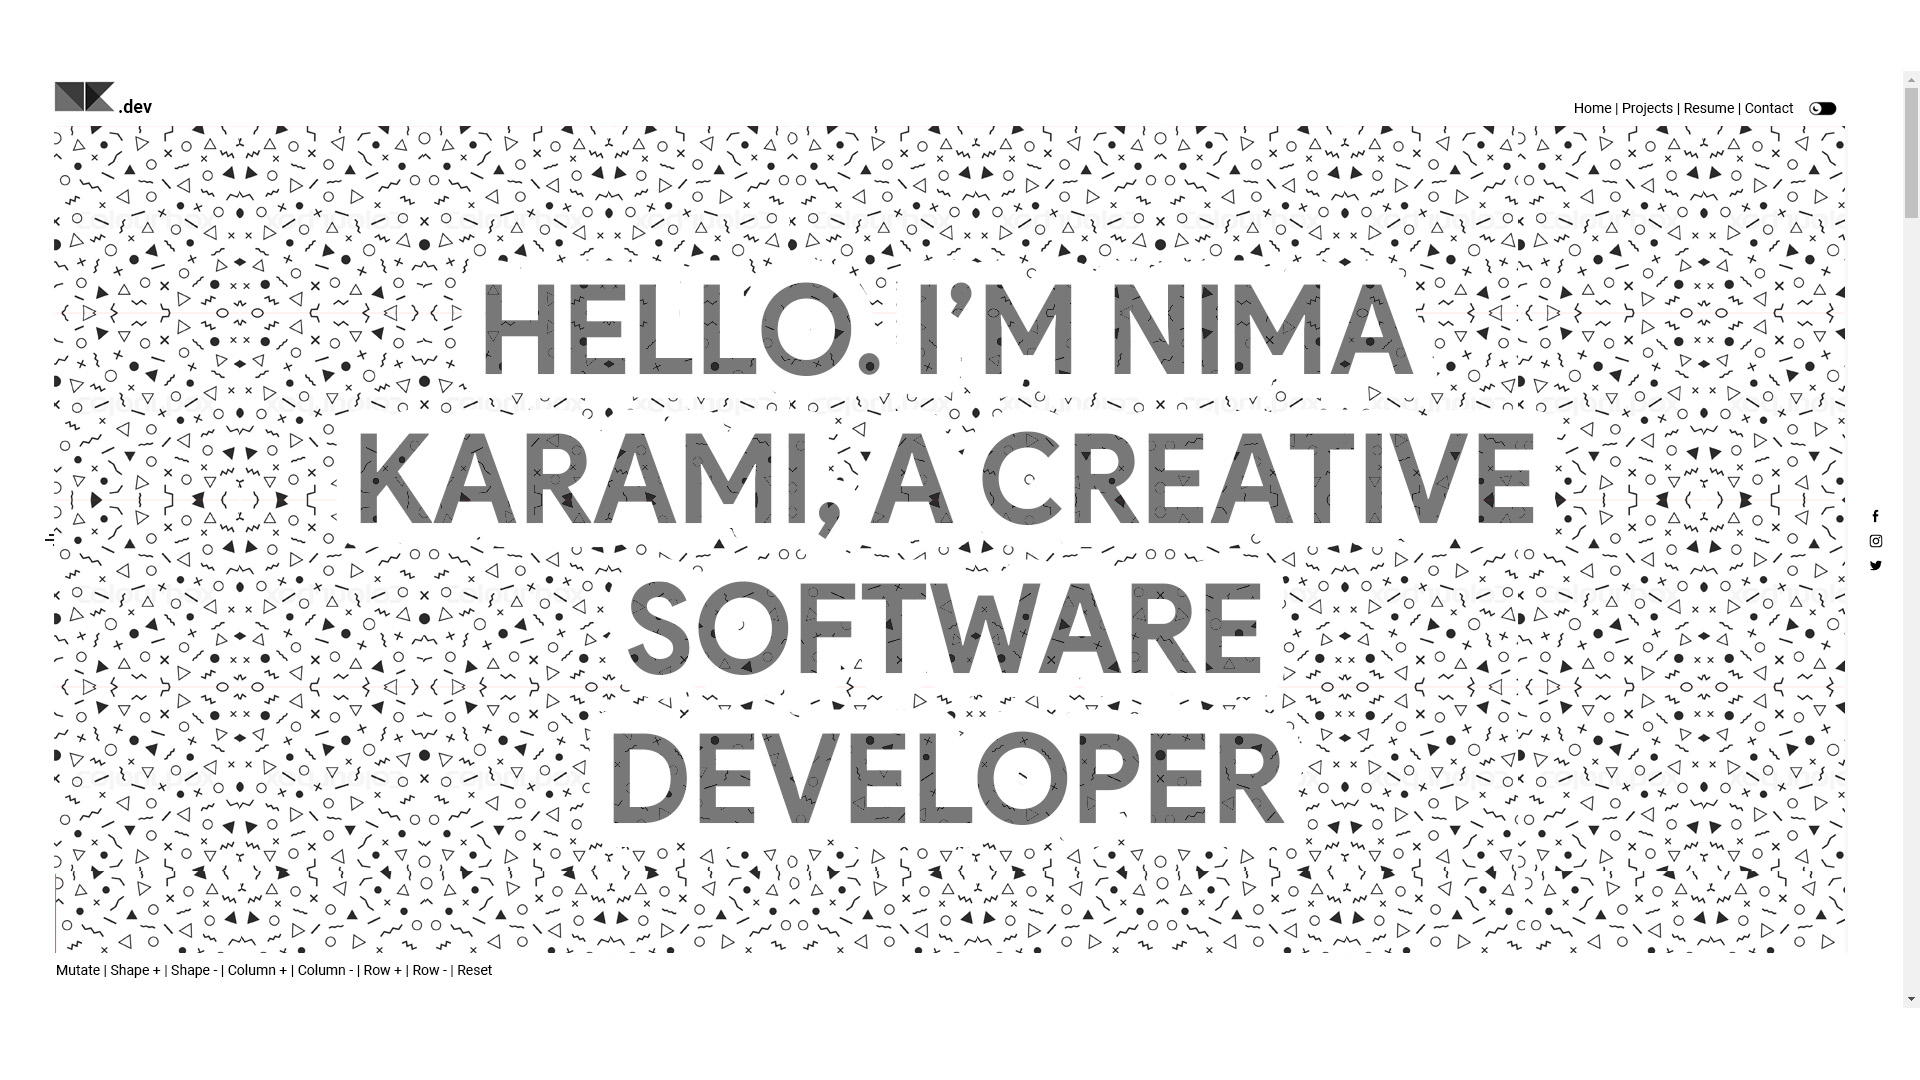 .dev
Home | Projects | Resume | Contact
HELLO. I’M NIMA
KARAMI, A CREATIVE
SOFTWARE
DEVELOPER
Mutate | Shape + | Shape - | Column + | Column - | Row + | Row - | Reset